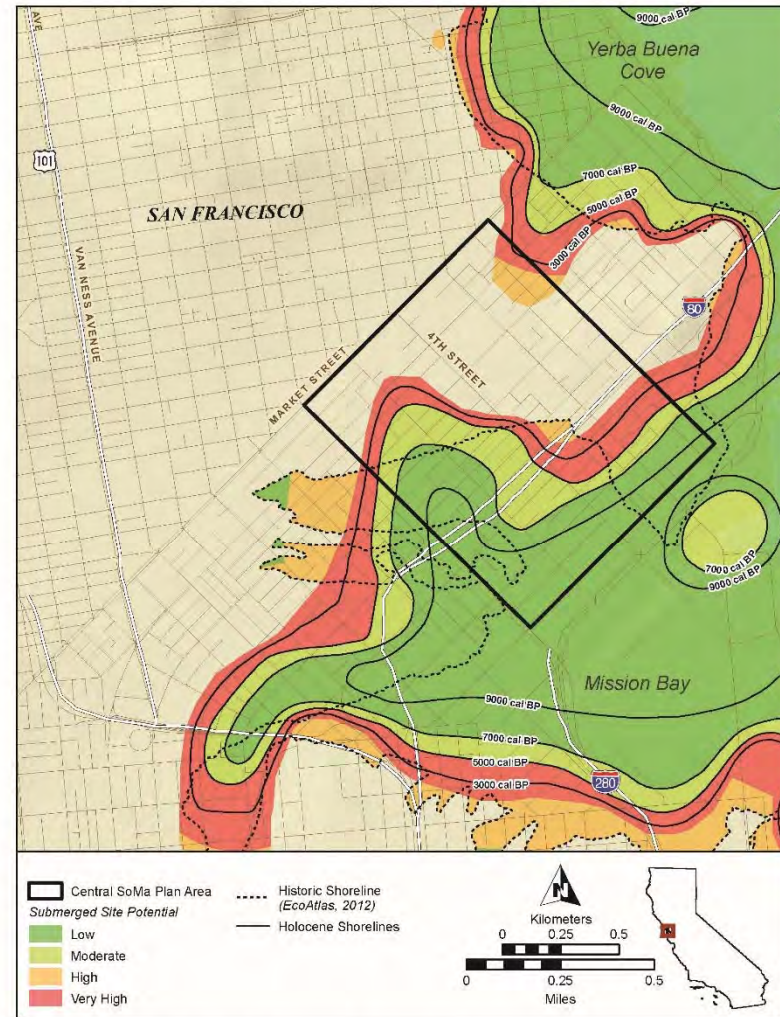 AVE
9000 cal BP
Yerba Buena
Cove
9000 cal BP
101
7000 cal BP
SAN FRANCISCO
5000 cal BP
3000 cal BP
VAN NESS AVENUE
80
4TH STREET
MARKET STREET
7000 cal BP
9000 cal BP
Mission Bay
9000 cal BP
7000 cal BP
5000 cal BP
3000 cal BP
280
Central SoMa Plan Area
Submerged Site Potential
Low
Moderate
High
Very High
Historic Shoreline
(EcoAtlas, 2012)
Holocene Shorelines
N
Kilometers
0 0.25 0.5
0 0.25 0.5
Miles